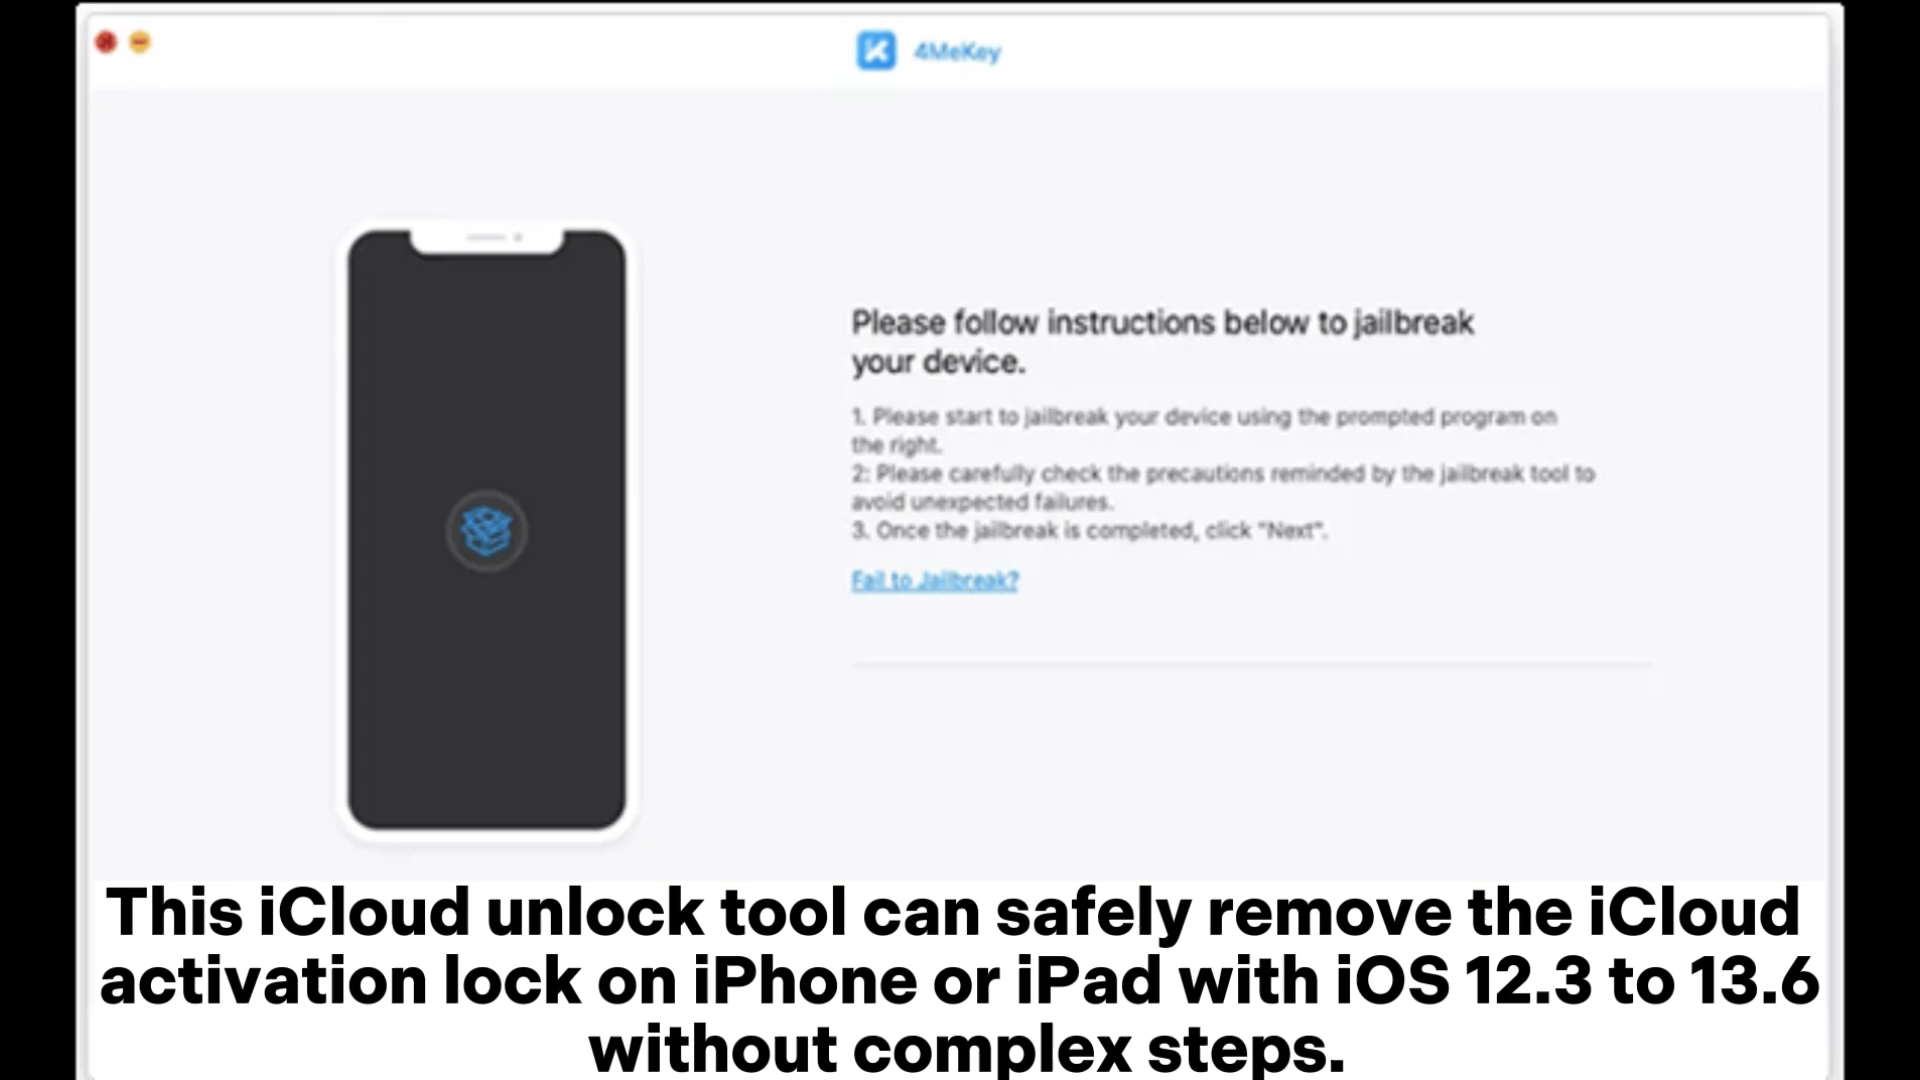 4MeKey
Please follow instructions below to jailbreak
your device.
1. Please start to jailbreak your device using the prompted program on
the right.
2: Please carefully check the precautions reminded by the jailbreak tool to
avoid unexpected failures.
3. Once the jailbreak is completed, click "Next".
Fail to Jailbreak?
This iCloud unlock tool can safely remove the iCloud
activation lock on iPhone or iPad with iOS 12.3 to 13.6
without complex steps.